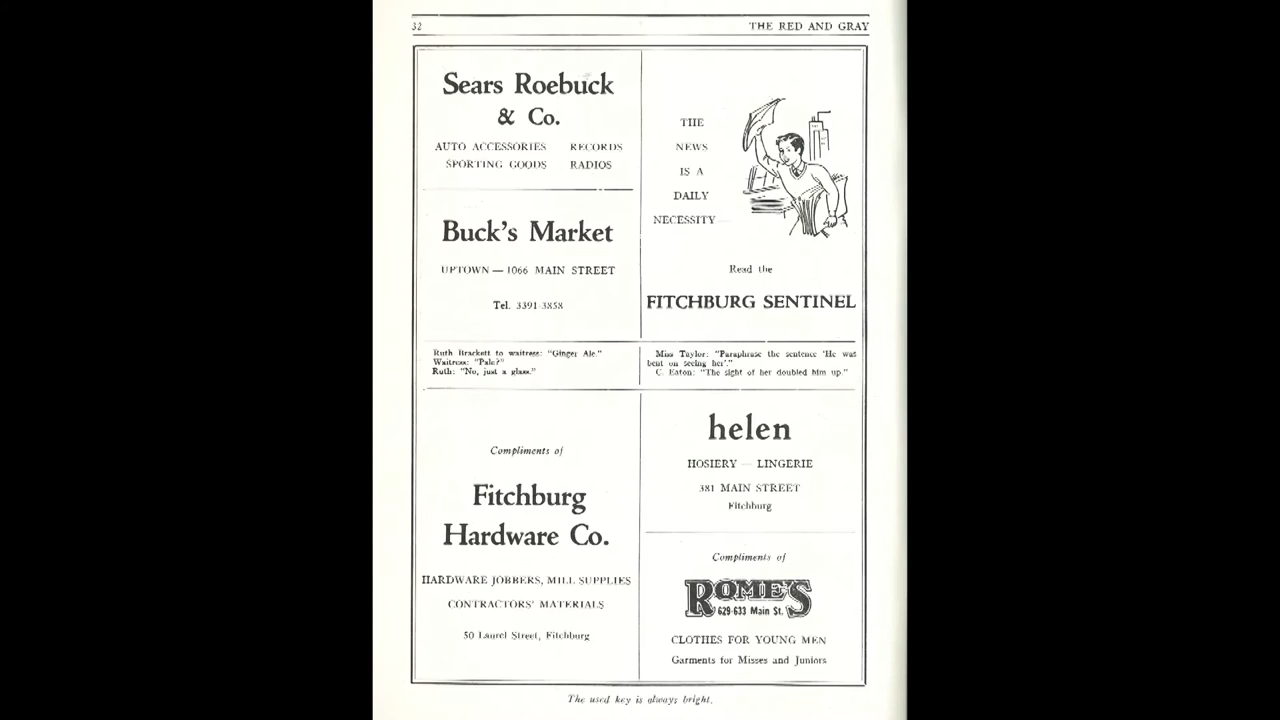 32
THE RED AND GRAY
Sears Roebuck
& Co.
AUTO ACCESSORIES RECORDS
SPORTING GOODS RADIOS
Buck's Market
UPTOWN — 1066 MAIN STREET
Tel. 3391-3858
THE
NEWS
IS A
DAILY
NECESSITY—
Read the
FITCHBURG SENTINEL
Ruth Brackett to waitress: "Ginger Ale."
Waitress: "Pale?"
Ruth: "No, just a glass."
Miss Taylor: "Paraphrase the sentence 'He was
bent on seeing her'."
C. Eaton: "The sight of her doubled him up."
Compliments of
Fitchburg
Hardware Co.
HARDWARE JOBBERS, MILL SUPPLIES
CONTRACTORS' MATERIALS
50 Laurel Street, Fitchburg
helen
HOSIERY — LINGERIE
381 MAIN STREET
Fitchburg
Compliments of
ROME'S
629-633 Main St.
CLOTHES FOR YOUNG MEN
Garments for Misses and Juniors
The used key is always bright.